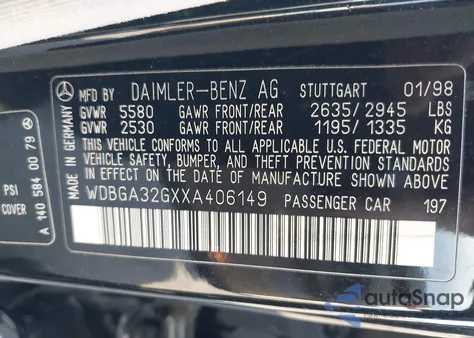 MFD BY DAIMLER-BENZ AG STUTTGART 01/98
GVWR 5580 GAWR FRONT/REAR 2635/2945 LBS
GVWR 2530 GAWR FRONT/REAR 1195/1335 KG
THIS VEHICLE CONFORMS TO ALL APPLICABLE U.S. FEDERAL MOTOR
VEHICLE SAFETY, BUMPER, AND THEFT PREVENTION STANDARDS
IN EFFECT ON THE DATE OF MANUFACTURE SHOWN ABOVE
WDBGA32GXXA406149 PASSENGER CAR 197
MADE IN GERMANY
A 140 584 00 79
PSI
COVER
autoSnap